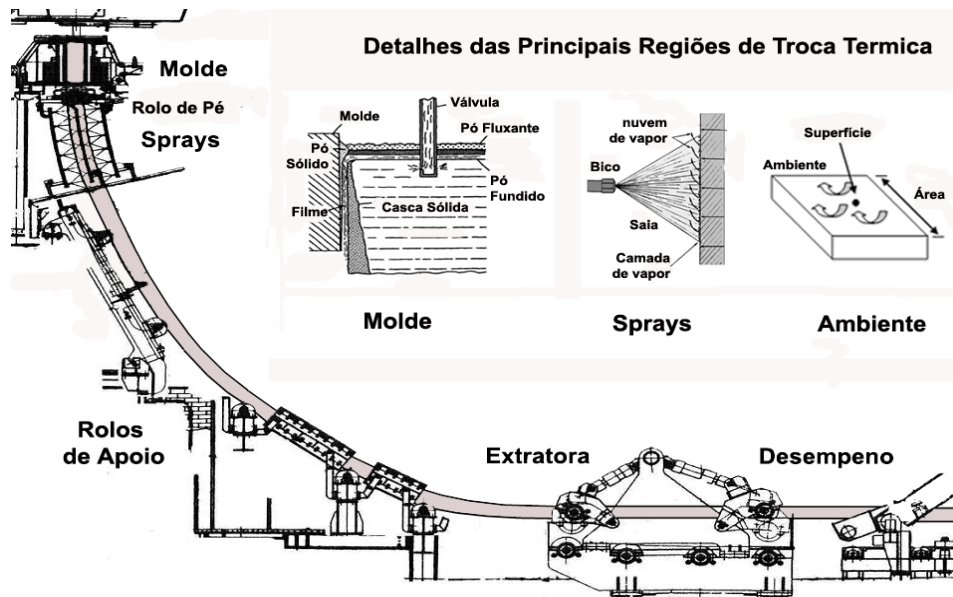 Detalhes das Principais Regiões de Troca Termica
Molde
Rolo de Pé
Sprays
Rolos
de Apoio
Extratora
Desempeno
Molde
Válvula
Pó Fluxante
Pó
Sólido
Pó
Fundido
Filme
Casca Sólida
Molde
nuvem
de vapor
Bico
Saia
Camada
de vapor
Sprays
Superfície
Ambiente
Área
Ambiente